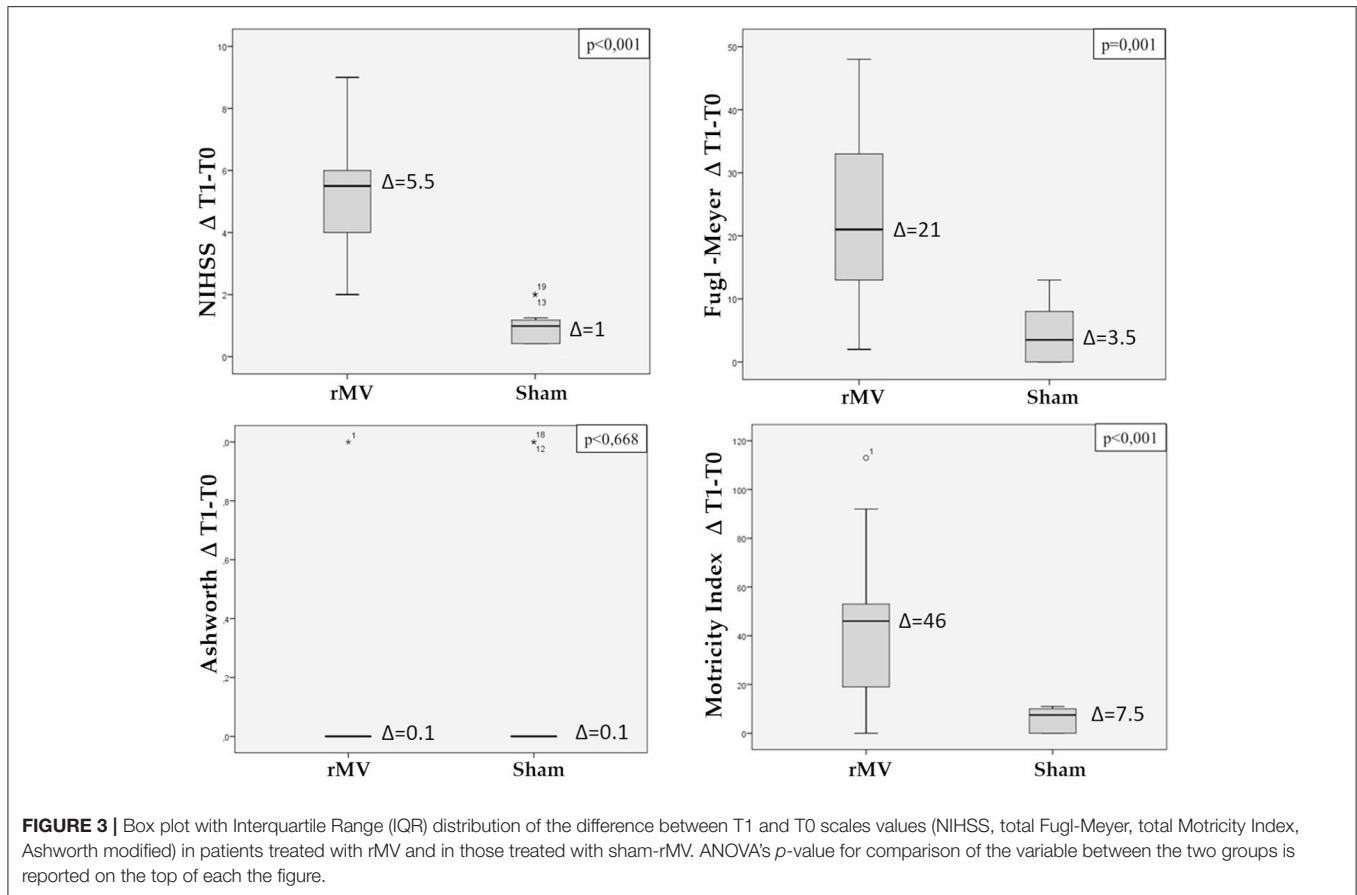 p<0,001
10
8
6
4
2
0
NIHSS Δ T1-T0
Δ=5.5
19
*
13
Δ=1
rMV
Sham
p=0,001
50
40
30
20
10
0
Fugl -Meyer Δ T1-T0
Δ=21
Δ=3.5
rMV
Sham
p<0,668
,0
,8
,6
,4
,2
,0
Ashworth Δ T1-T0
*1
18
*
12
Δ=0.1
Δ=0.1
rMV
Sham
p<0,001
120
100
80
60
40
20
0
Motricity Index Δ T1-T0
1
Δ=46
Δ=7.5
rMV
Sham
FIGURE 3 | Box plot with Interquartile Range (IQR) distribution of the difference between T1 and T0 scales values (NIHSS, total Fugl-Meyer, total Motricity Index,
Ashworth modified) in patients treated with rMV and in those treated with sham-rMV. ANOVA's p-value for comparison of the variable between the two groups is
reported on the top of each the figure.